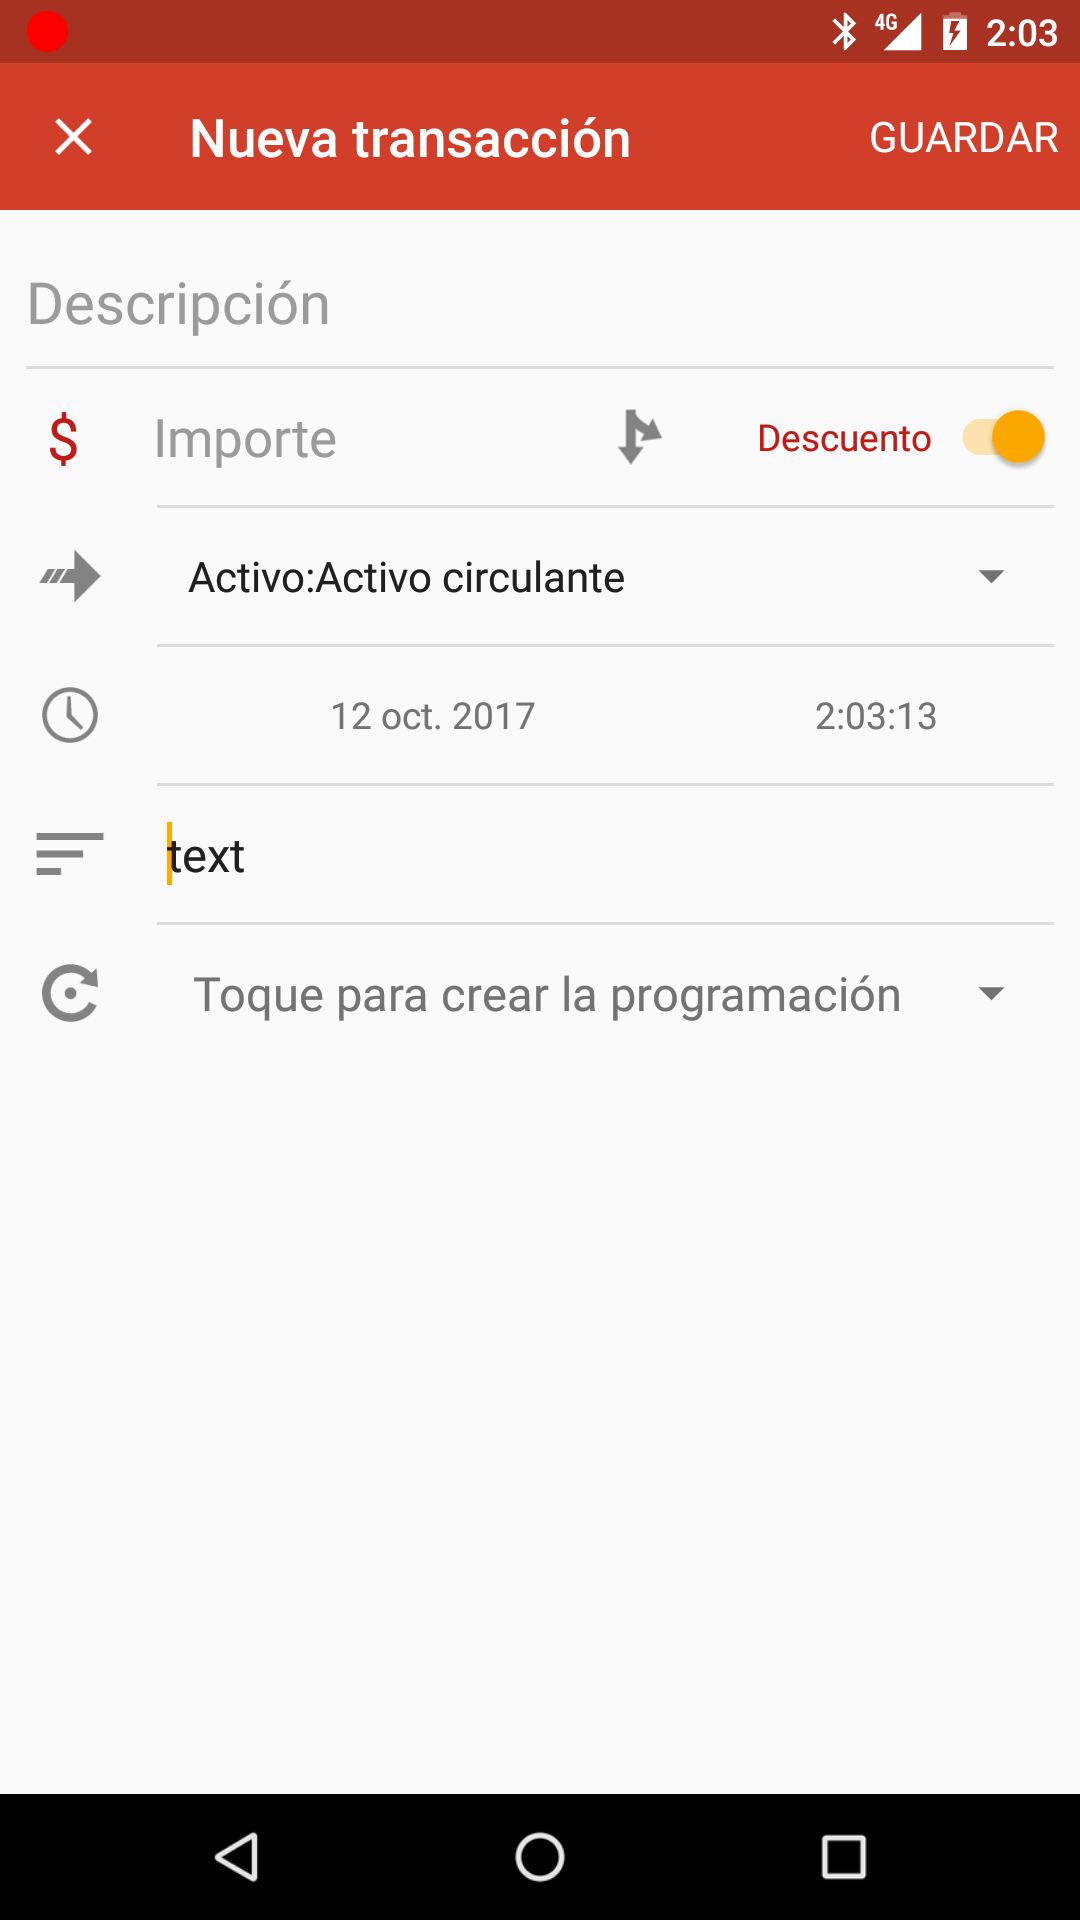 4G 2:03
Nueva transacción GUARDAR
Descripción
$ Importe Descuento
Activo:Activo circulante
12 oct. 2017 2:03:13
text
Toque para crear la programación